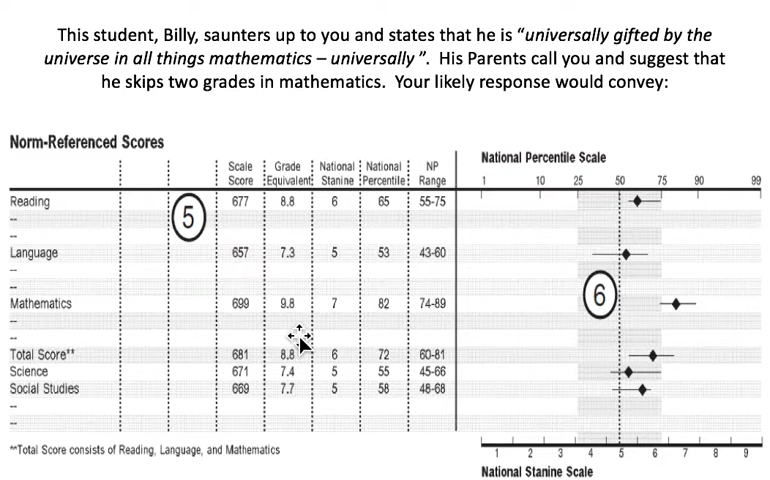 This student, Billy, saunters up to you and states that he is “universally gifted by the
universe in all things mathematics – universally ”. His Parents call you and suggest that
he skips two grades in mathematics. Your likely response would convey:
Norm-Referenced Scores
National Percentile Scale
Scale Grade National National NP
Score Equivalent Stanine Percentile Range
1 10 25 50 75 90 99
Reading 677 8.8 6 65 55-75
5
--
--
Language 657 7.3 5 53 43-60
--
--
6
Mathematics 699 9.8 7 82 74-89
--
--
Total Score** 681 8.8 6 72 60-81
Science 671 7.4 5 55 45-66
Social Studies 669 7.7 5 58 48-68
--
--
**Total Score consists of Reading, Language, and Mathematics
1 2 3 4 5 6 7 8 9
National Stanine Scale